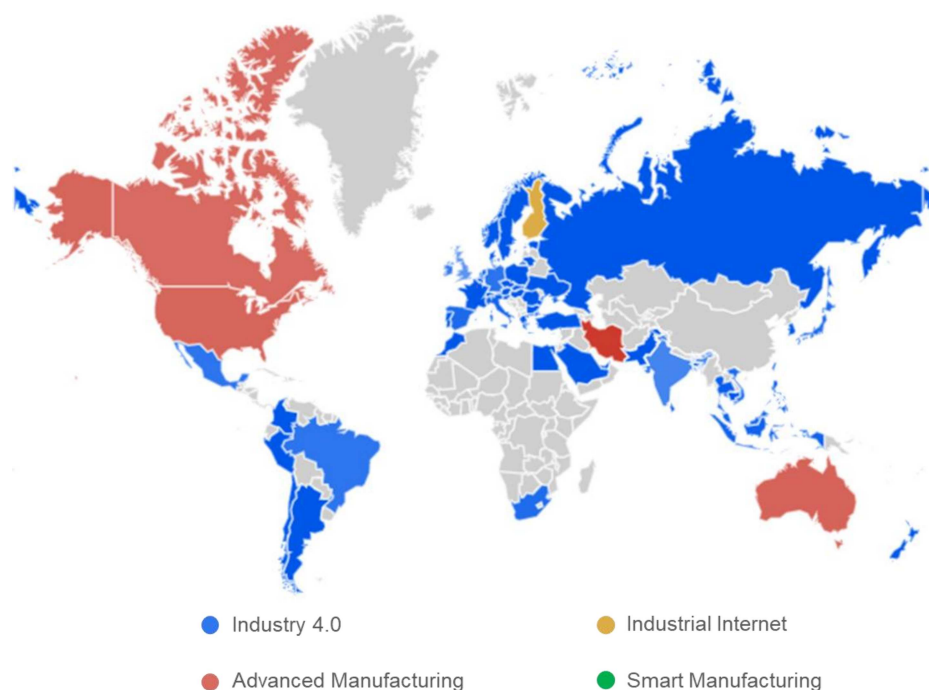 Industry 4.0
Industrial Internet
Advanced Manufacturing
Smart Manufacturing